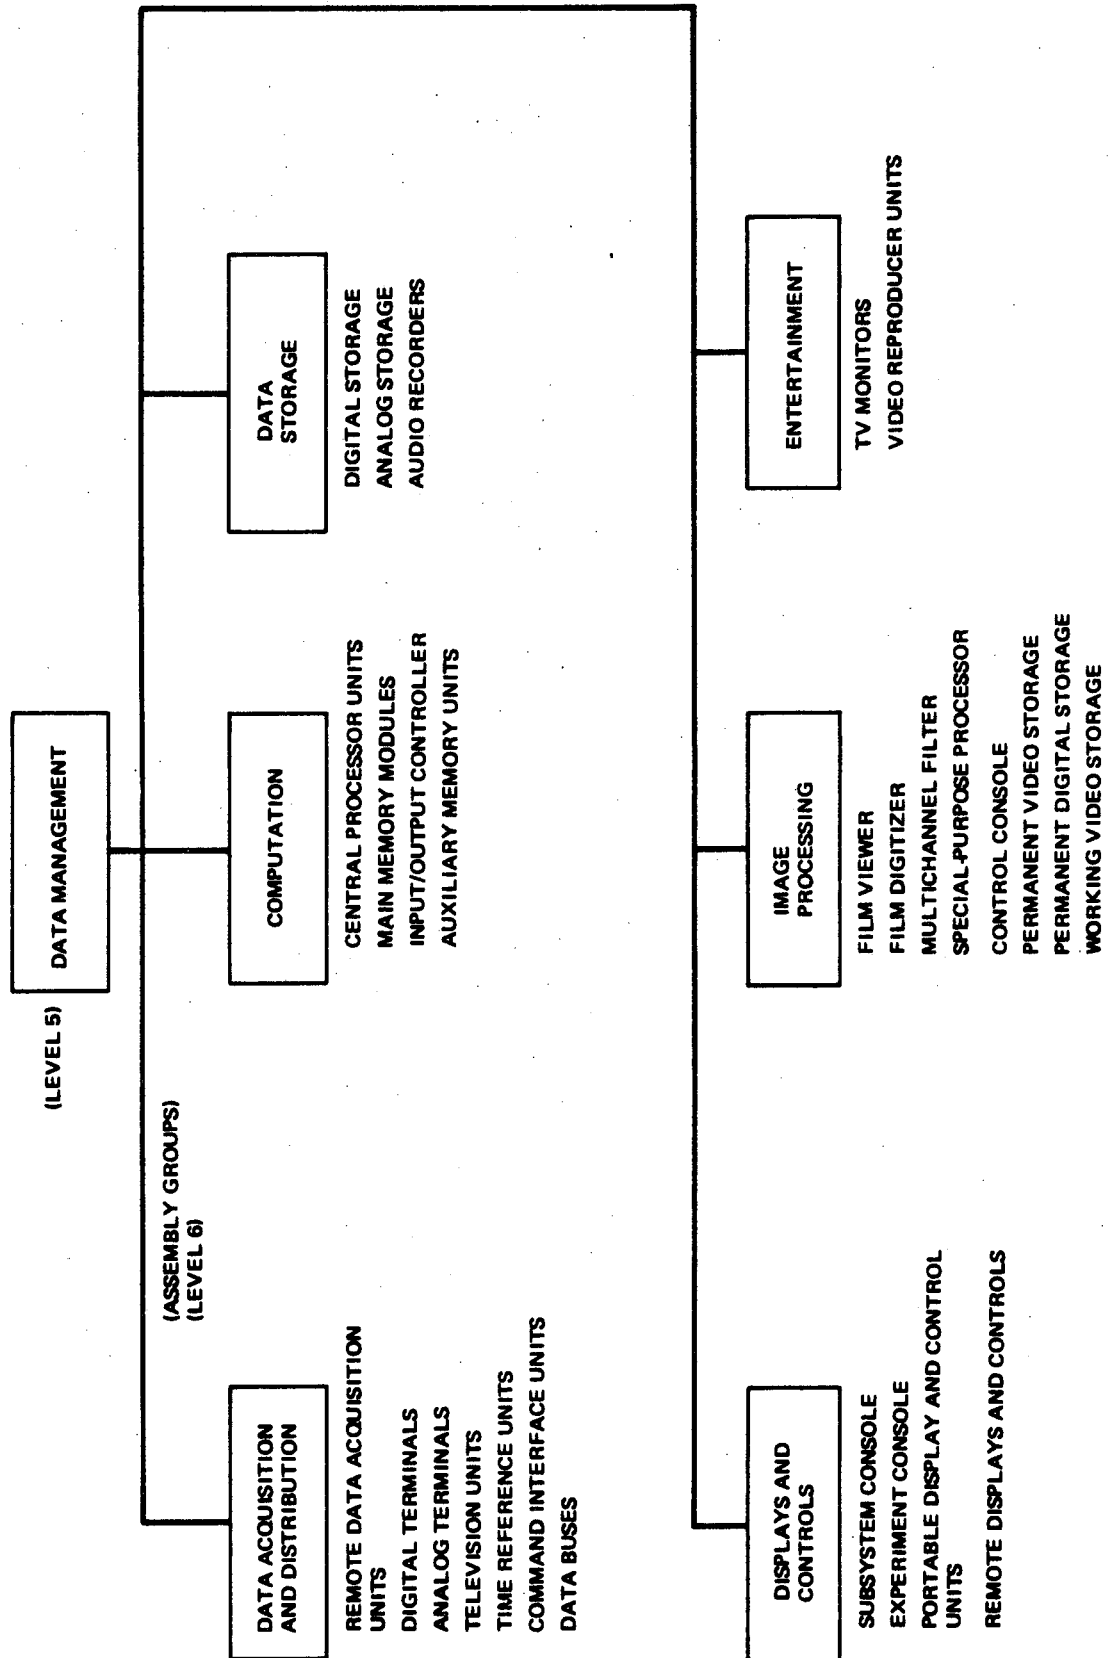 DATA MANAGEMENT
(LEVEL 5)
(ASSEMBLY GROUPS)
(LEVEL 6)
DATA ACQUISITION
AND DISTRIBUTION
REMOTE DATA ACQUISITION
UNITS
DIGITAL TERMINALS
ANALOG TERMINALS
TELEVISION UNITS
TIME REFERENCE UNITS
COMMAND INTERFACE UNITS
DATA BUSES
COMPUTATION
CENTRAL PROCESSOR UNITS
MAIN MEMORY MODULES
INPUT/OUTPUT CONTROLLER
AUXILIARY MEMORY UNITS
DATA
STORAGE
DIGITAL STORAGE
ANALOG STORAGE
AUDIO RECORDERS
DISPLAYS AND
CONTROLS
SUBSYSTEM CONSOLE
EXPERIMENT CONSOLE
PORTABLE DISPLAY AND CONTROL
UNITS
REMOTE DISPLAYS AND CONTROLS
IMAGE
PROCESSING
FILM VIEWER
FILM DIGITIZER
MULTICHANNEL FILTER
SPECIAL-PURPOSE PROCESSOR
CONTROL CONSOLE
PERMANENT VIDEO STORAGE
PERMANENT DIGITAL STORAGE
WORKING VIDEO STORAGE
ENTERTAINMENT
TV MONITORS
VIDEO REPRODUCER UNITS